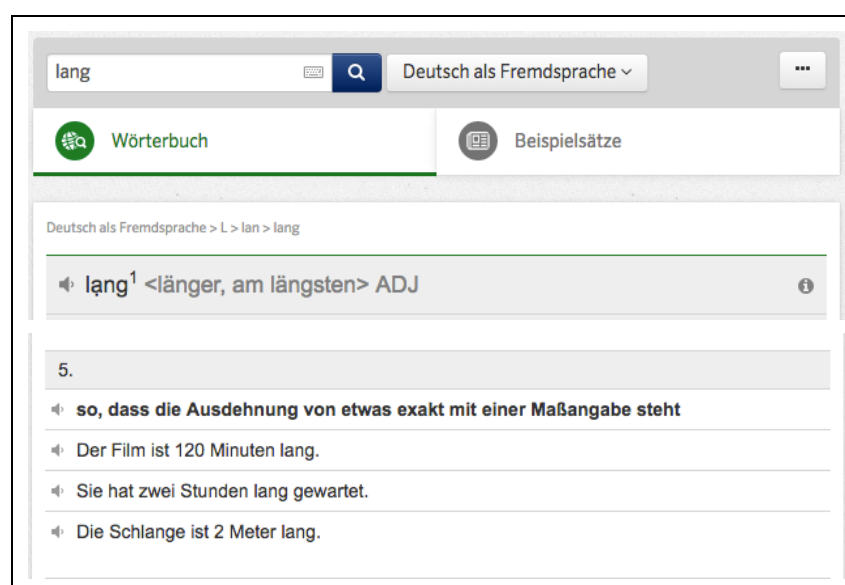 lang Deutsch als Fremdsprache
Wörterbuch Beispielsätze
Deutsch als Fremdsprache > L > lan > lang
lạng¹ <länger, am längsten> ADJ
5.
so, dass die Ausdehnung von etwas exakt mit einer Maßangabe steht
Der Film ist 120 Minuten lang.
Sie hat zwei Stunden lang gewartet.
Die Schlange ist 2 Meter lang.